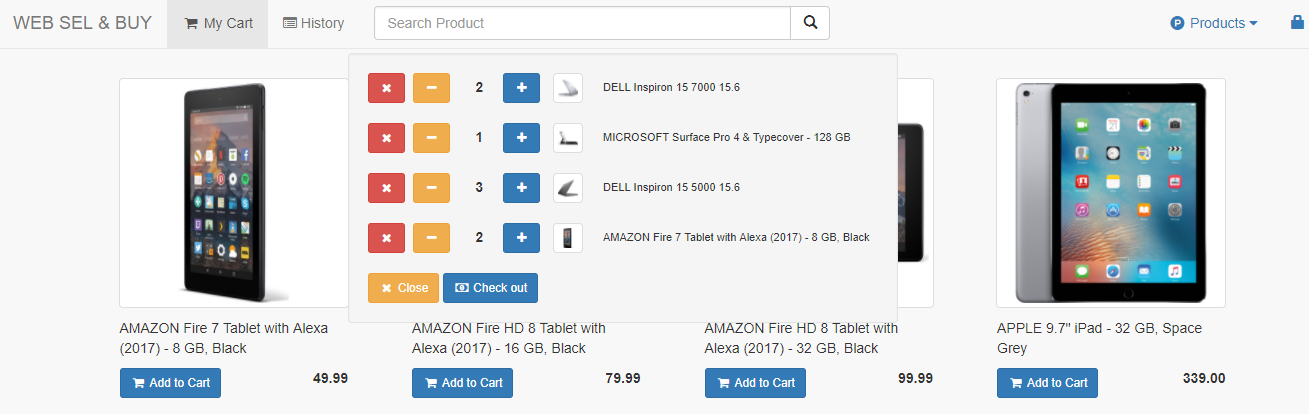 WEB SEL & BUY My Cart History Search Product Products
2 DELL Inspiron 15 7000 15.6
1 MICROSOFT Surface Pro 4 & Typecover - 128 GB
3 DELL Inspiron 15 5000 15.6
2 AMAZON Fire 7 Tablet with Alexa (2017) - 8 GB, Black
Close Check out
AMAZON Fire 7 Tablet with Alexa
(2017) - 8 GB, Black
Add to Cart 49.99
AMAZON Fire HD 8 Tablet with
Alexa (2017) - 16 GB, Black
Add to Cart 79.99
AMAZON Fire HD 8 Tablet with
Alexa (2017) - 32 GB, Black
Add to Cart 99.99
APPLE 9.7" iPad - 32 GB, Space
Grey
Add to Cart 339.00